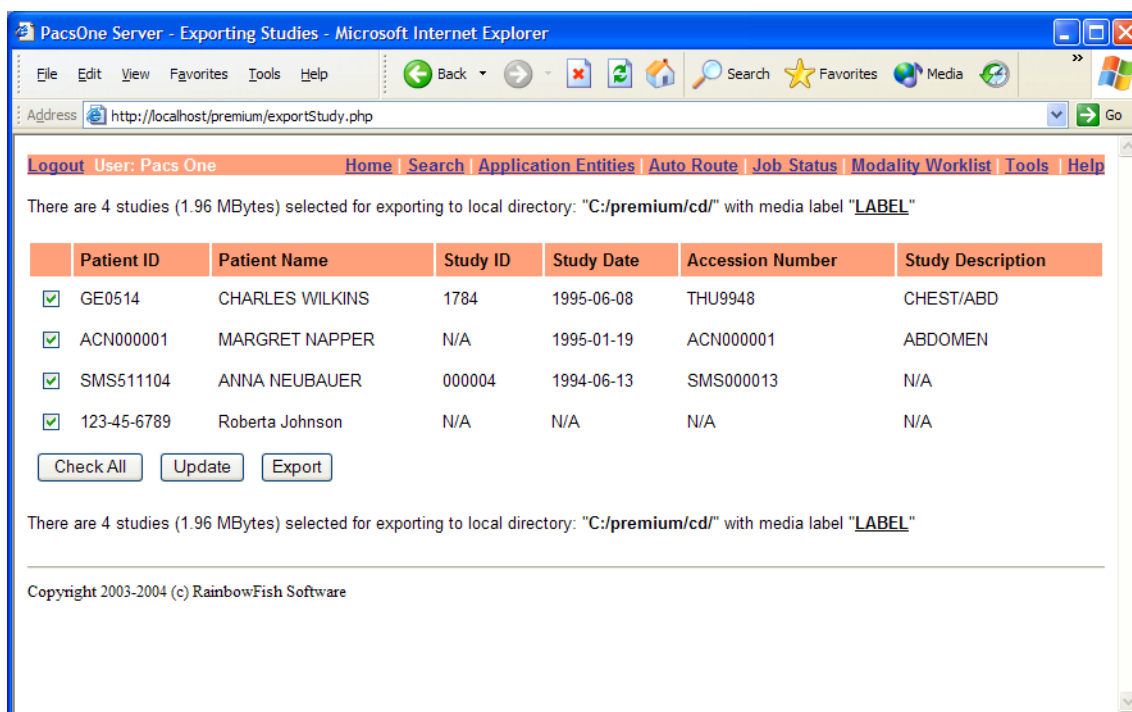 PacsOne Server - Exporting Studies - Microsoft Internet Explorer
File Edit View Favorites Tools Help Back Search Favorites Media »
Address http://localhost/premium/exportStudy.php Go
Logout User: Pacs One Home | Search | Application Entities | Auto Route | Job Status | Modality Worklist | Tools | Help
There are 4 studies (1.96 MBytes) selected for exporting to local directory: "C:/premium/cd/" with media label "LABEL"
Patient ID Patient Name Study ID Study Date Accession Number Study Description
GE0514 CHARLES WILKINS 1784 1995-06-08 THU9948 CHEST/ABD
ACN000001 MARGRET NAPPER N/A 1995-01-19 ACN000001 ABDOMEN
SMS511104 ANNA NEUBAUER 000004 1994-06-13 SMS000013 N/A
123-45-6789 Roberta Johnson N/A N/A N/A N/A
Check All Update Export
There are 4 studies (1.96 MBytes) selected for exporting to local directory: "C:/premium/cd/" with media label "LABEL"
Copyright 2003-2004 (c) RainbowFish Software